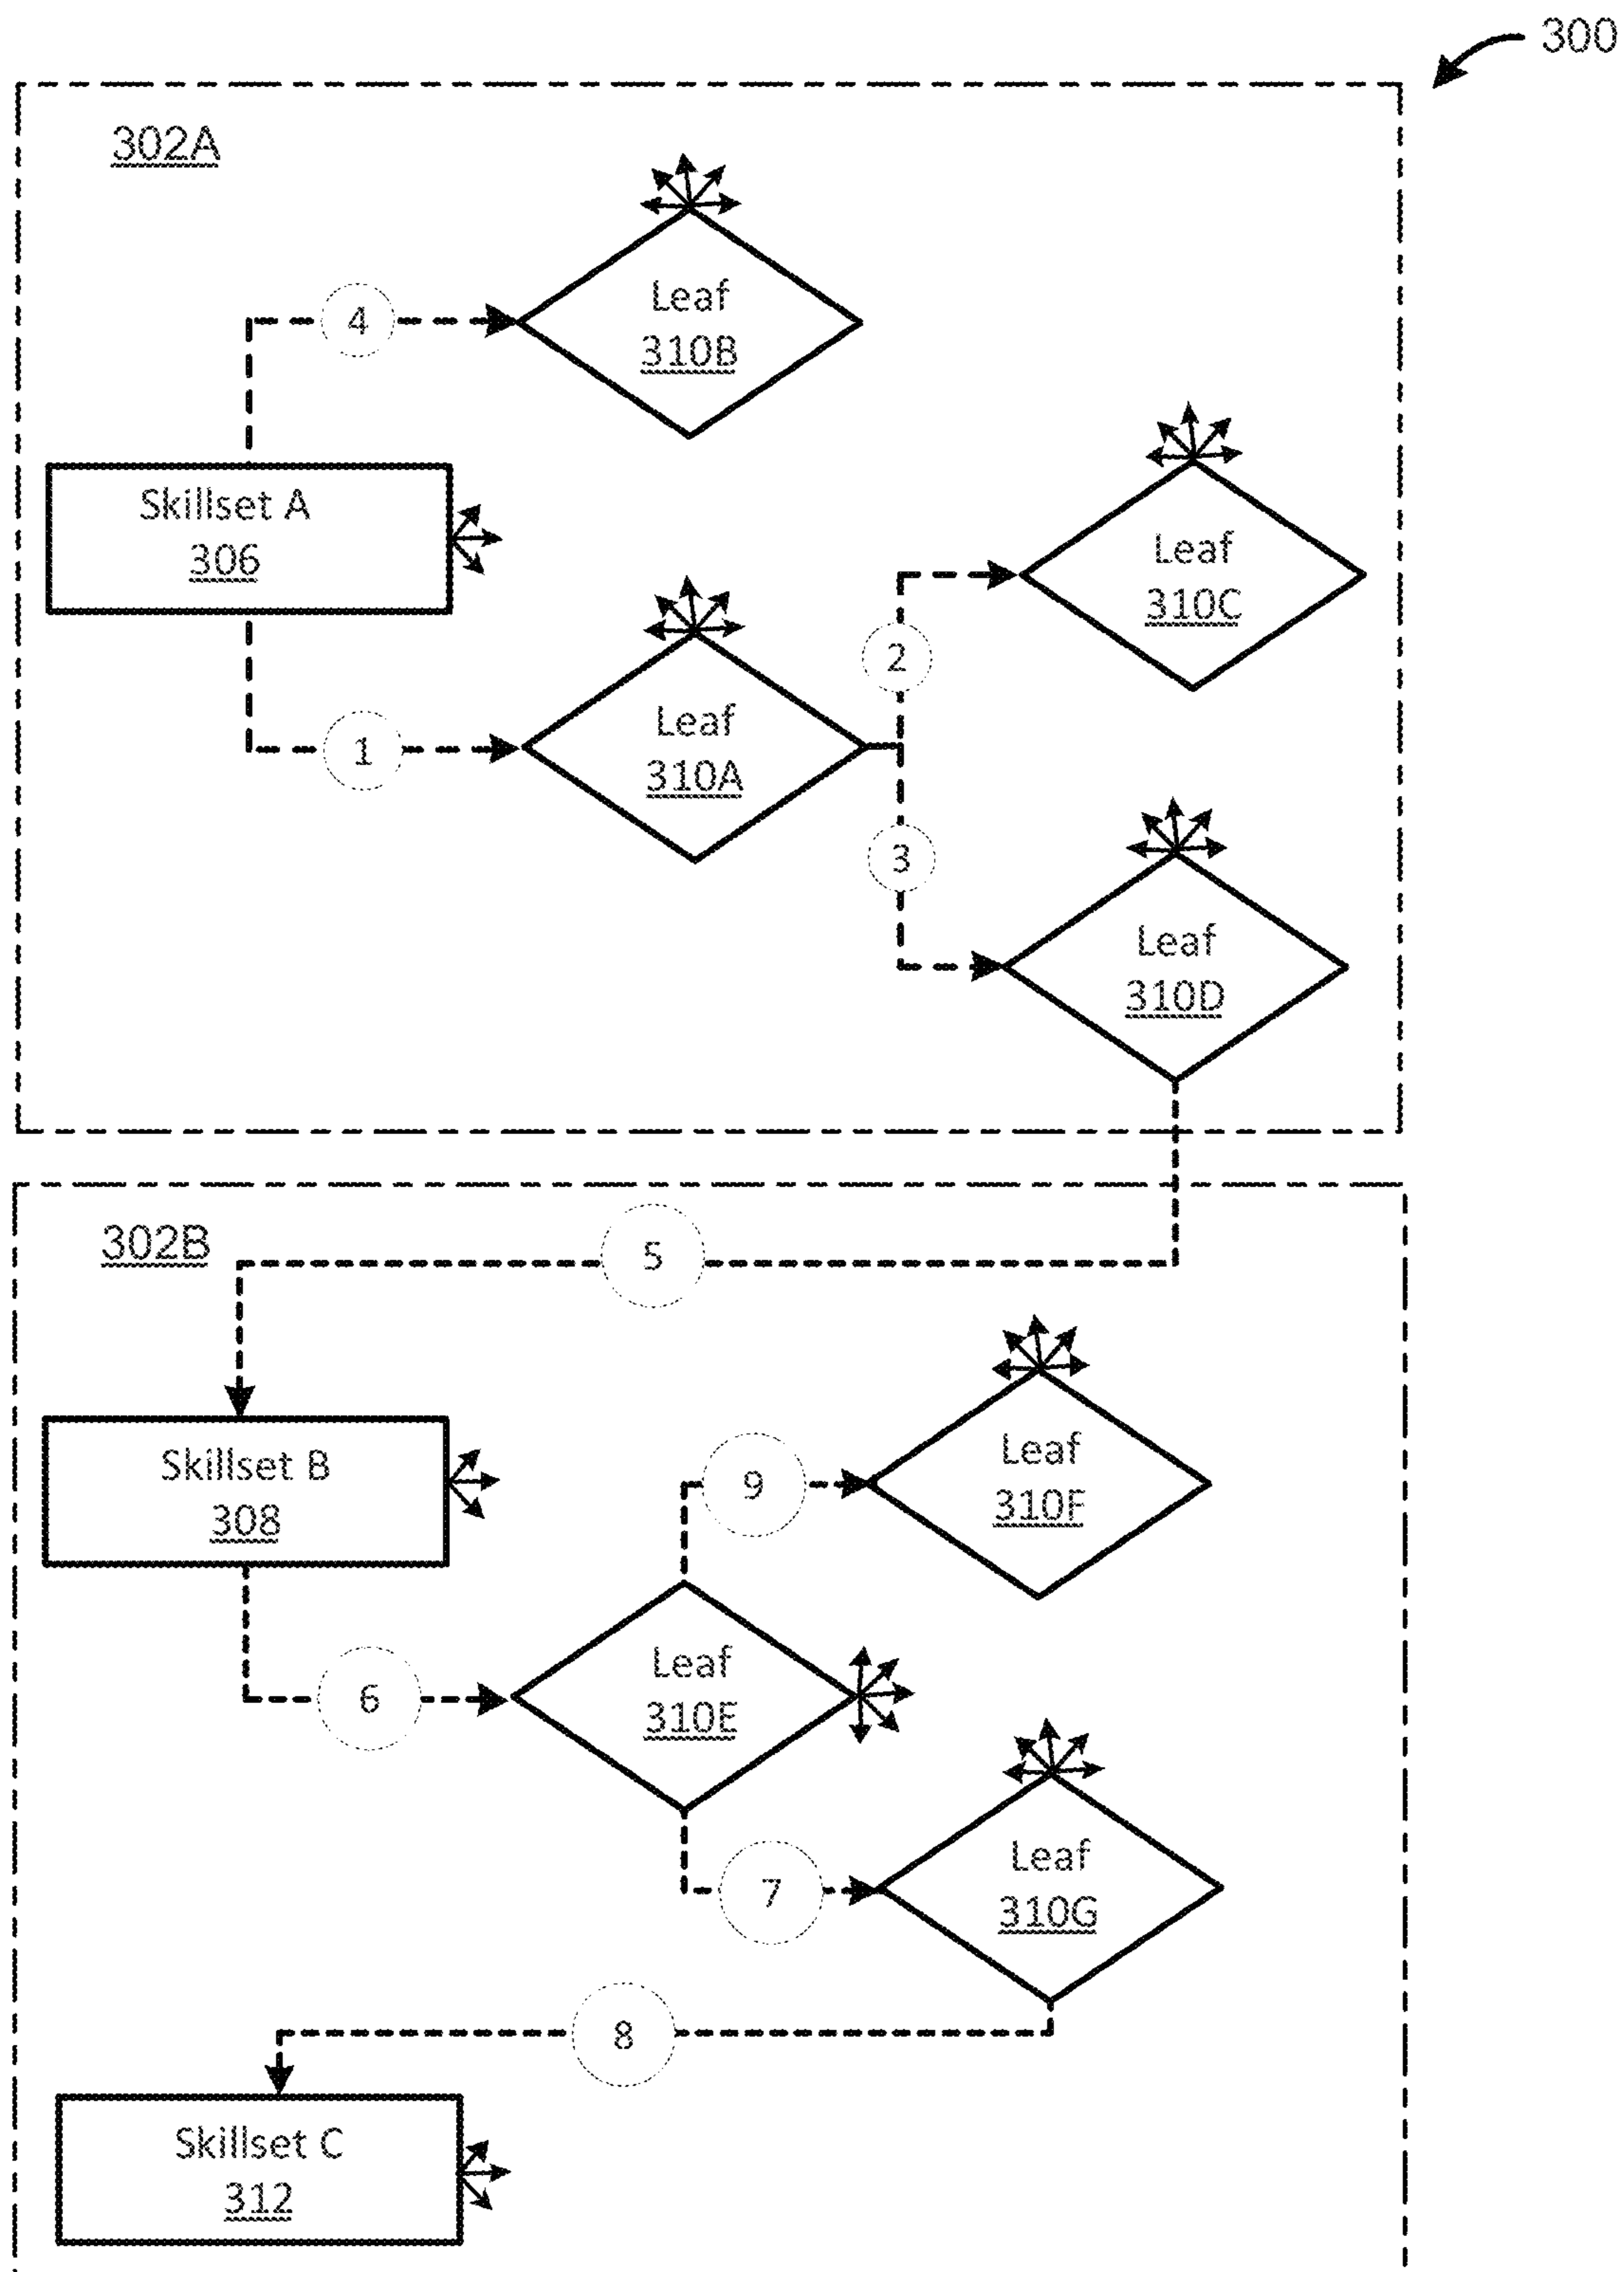 300
302A
4
Leaf
310B
Skillset A
306
Leaf
310C
2
1
Leaf
310A
3
Leaf
310D
302B
5
Skillset B
308
9
Leaf
310F
6
Leaf
310E
7
Leaf
310G
8
Skillset C
312